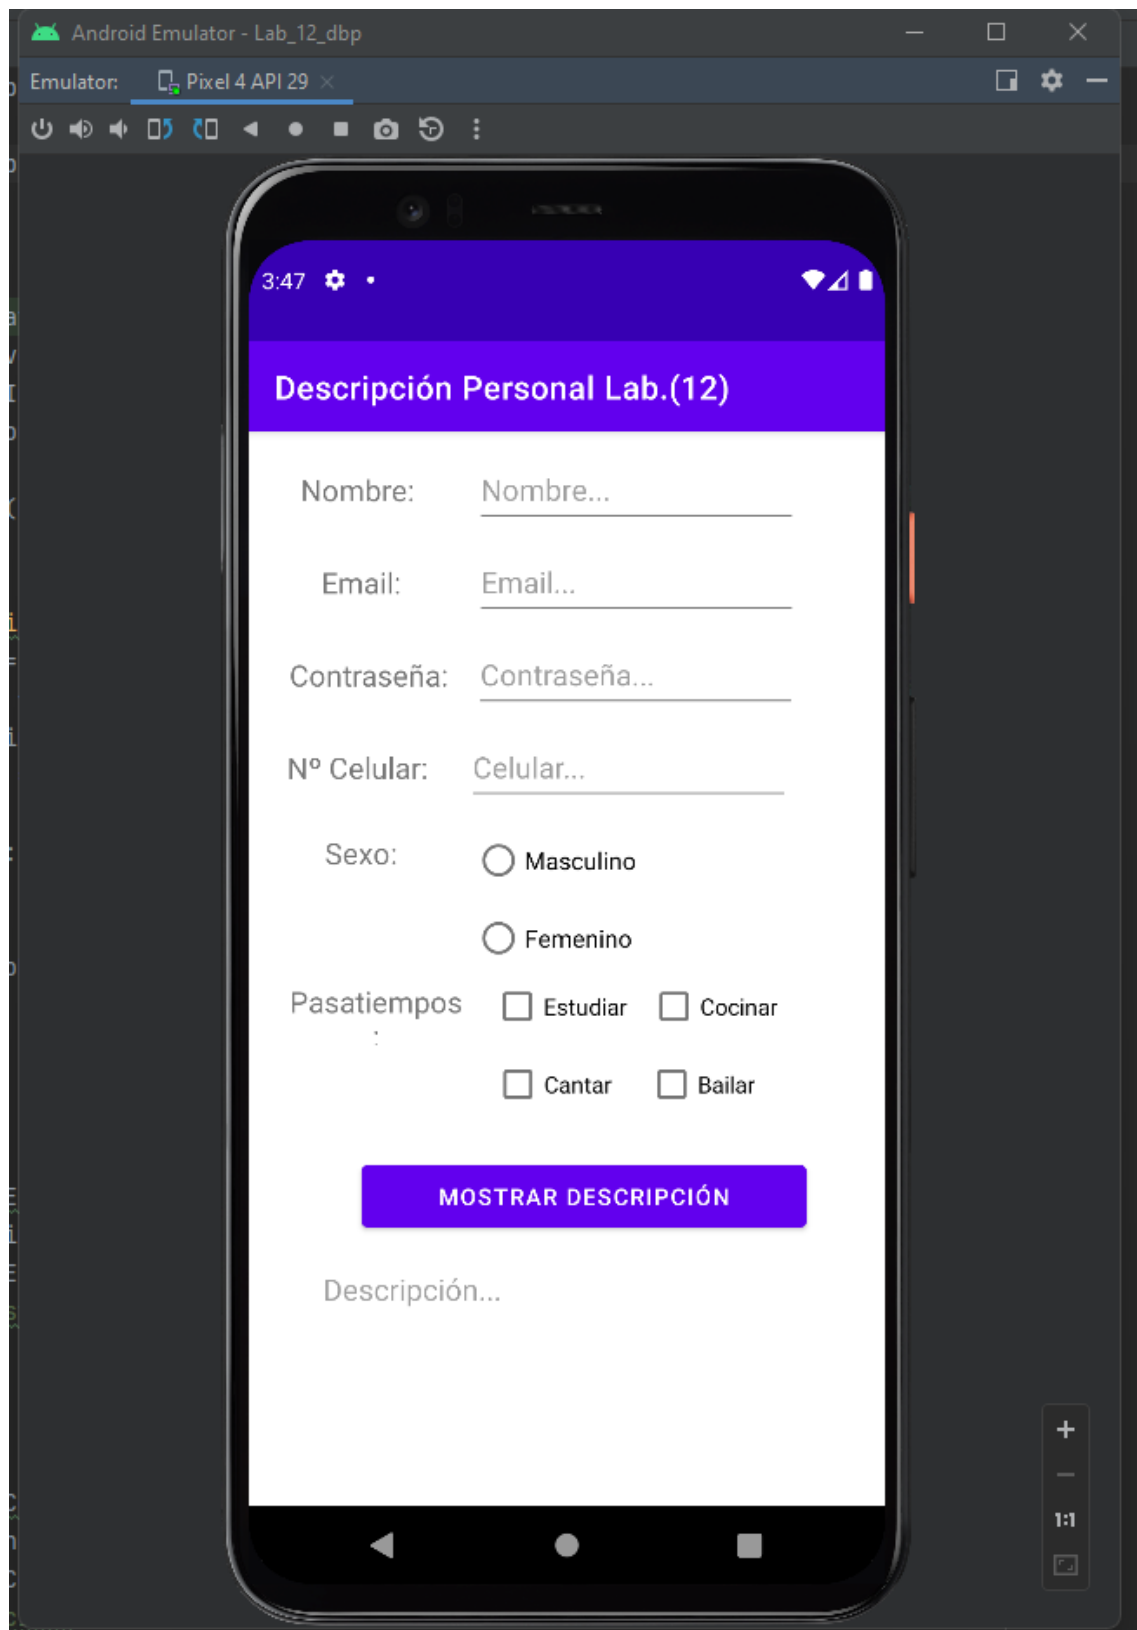 Android Emulator - Lab_12_dbp
Emulator: Pixel 4 API 29
3:47
Descripción Personal Lab.(12)
Nombre: Nombre...
Email: Email...
Contraseña: Contraseña...
Nº Celular: Celular...
Sexo: Masculino
Femenino
Pasatiempos Estudiar Cocinar
:
Cantar Bailar
MOSTRAR DESCRIPCIÓN
Descripción...
1:1